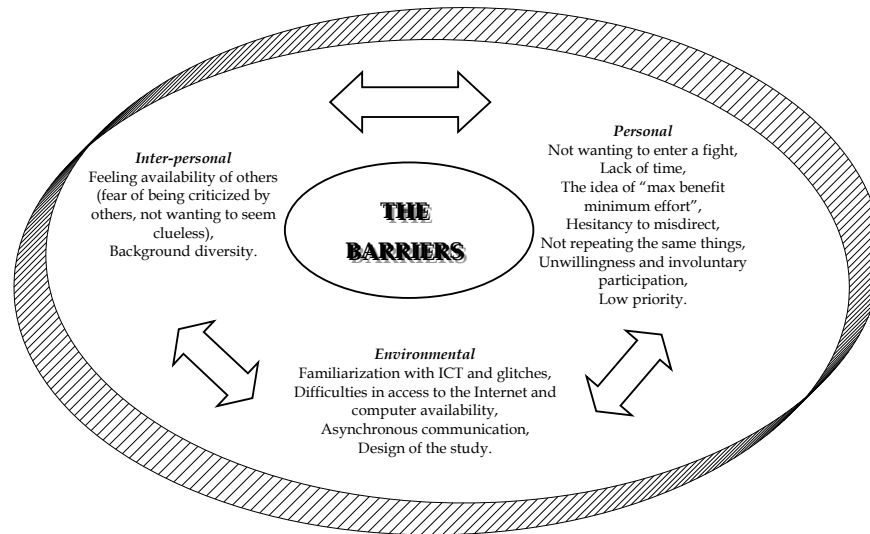 Inter-personal
Feeling availability of others
(fear of being criticized by
others, not wanting to seem
clueless),
Background diversity.
THE
BARRIERS
Personal
Not wanting to enter a fight,
Lack of time,
The idea of “max benefit
minimum effort”,
Hesitancy to misdirect,
Not repeating the same things,
Unwillingness and involuntary
participation,
Low priority.
Environmental
Familiarization with ICT and glitches,
Difficulties in access to the Internet and
computer availability,
Asynchronous communication,
Design of the study.